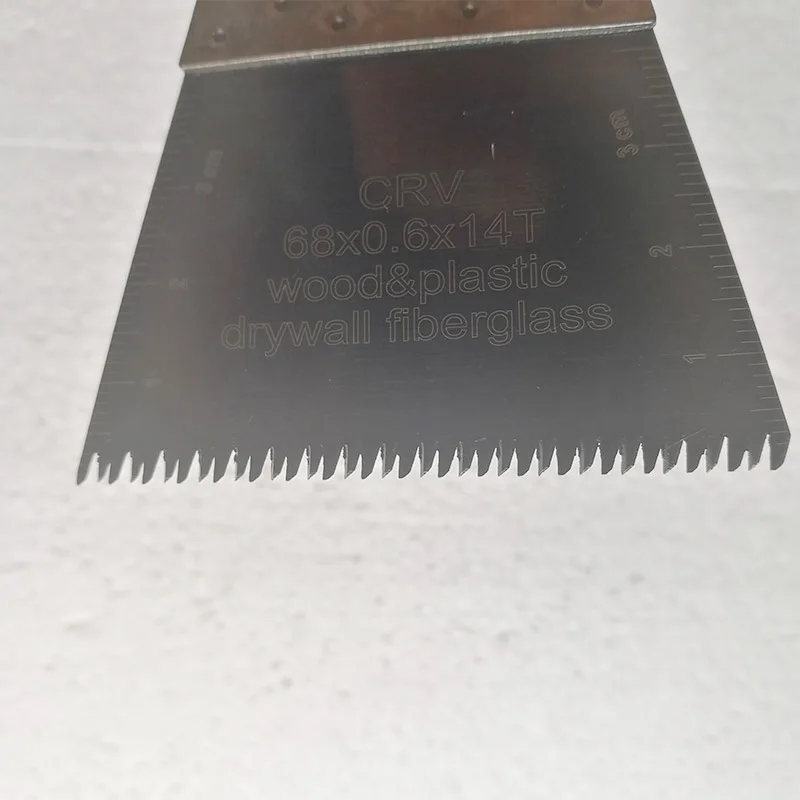 CRV
68x0.6x14T
wood&plastic
drywall fiberglass
3 cm
2
1